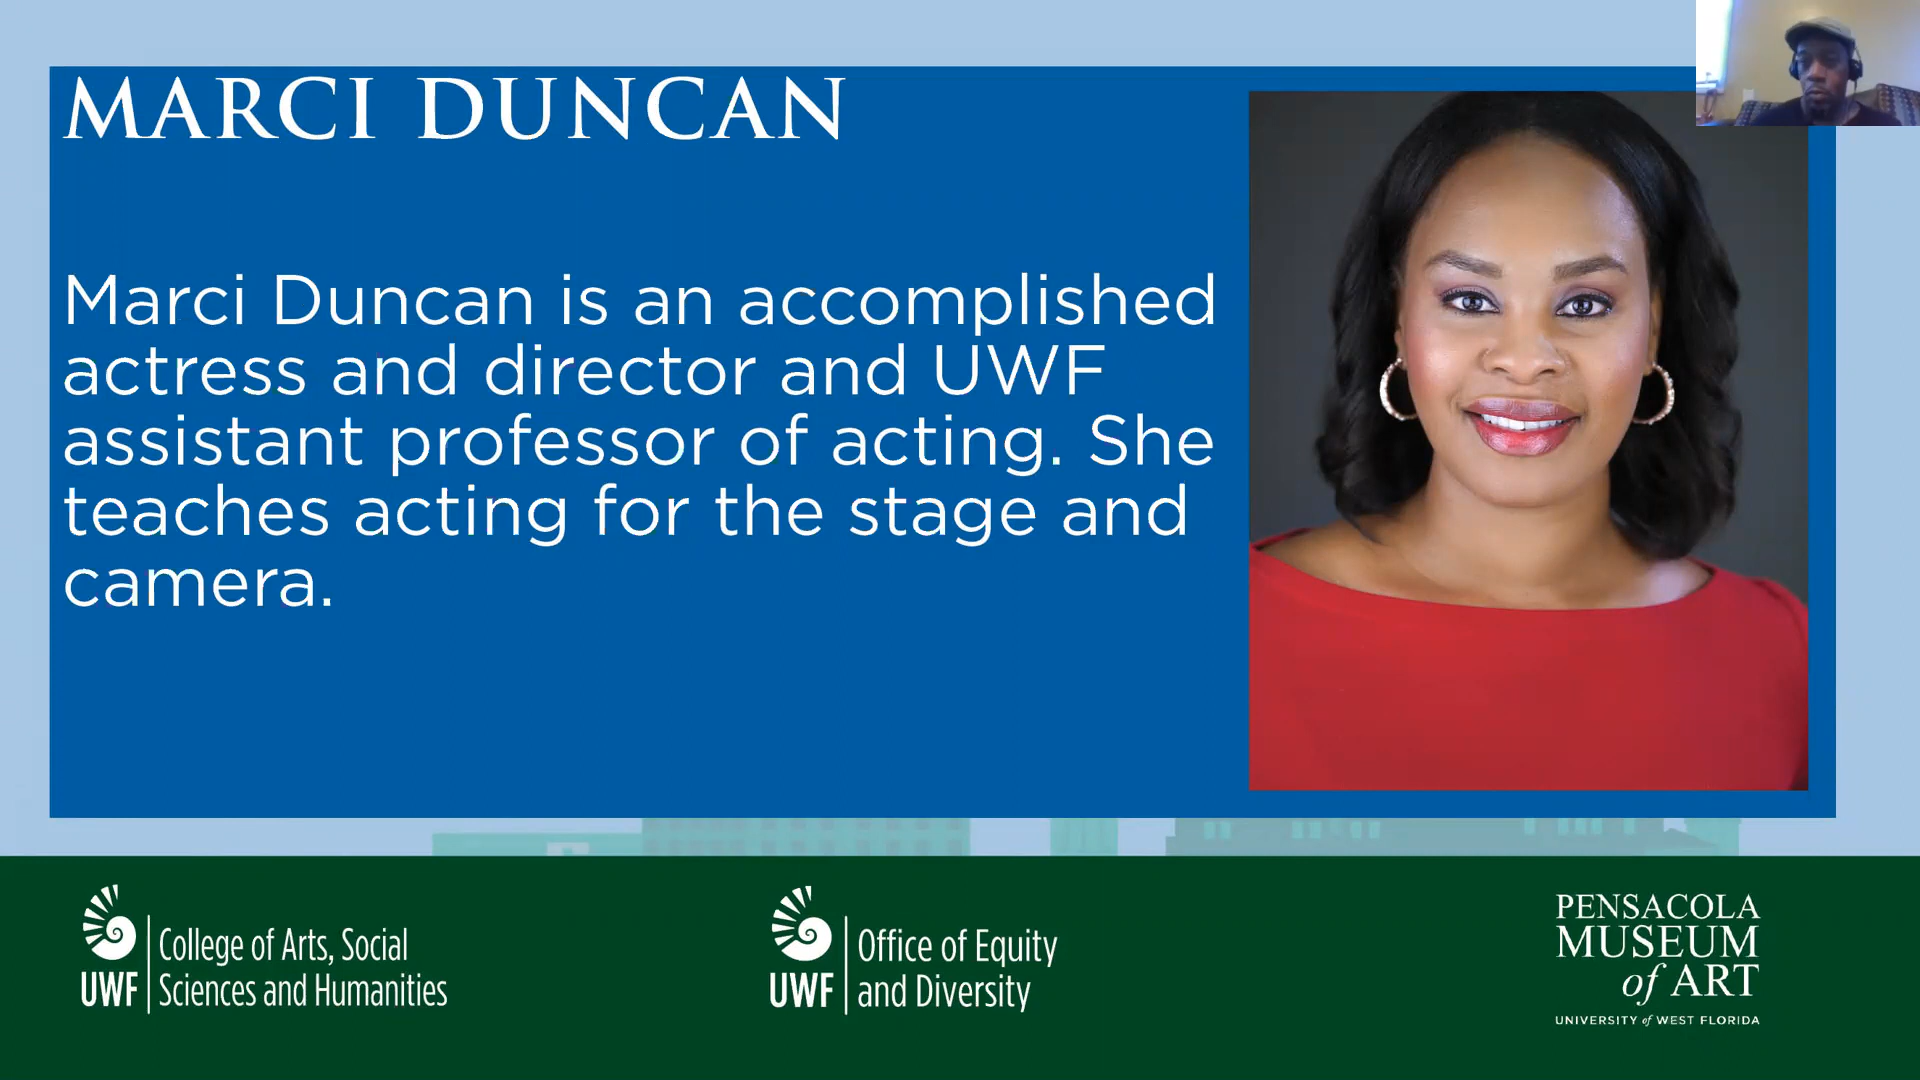 MARCI DUNCAN
Marci Duncan is an accomplished
actress and director and UWF
assistant professor of acting. She
teaches acting for the stage and
camera.
UWF
College of Arts, Social
Sciences and Humanities
UWF
Office of Equity
and Diversity
PENSACOLA
MUSEUM
of ART
UNIVERSITY of WEST FLORIDA